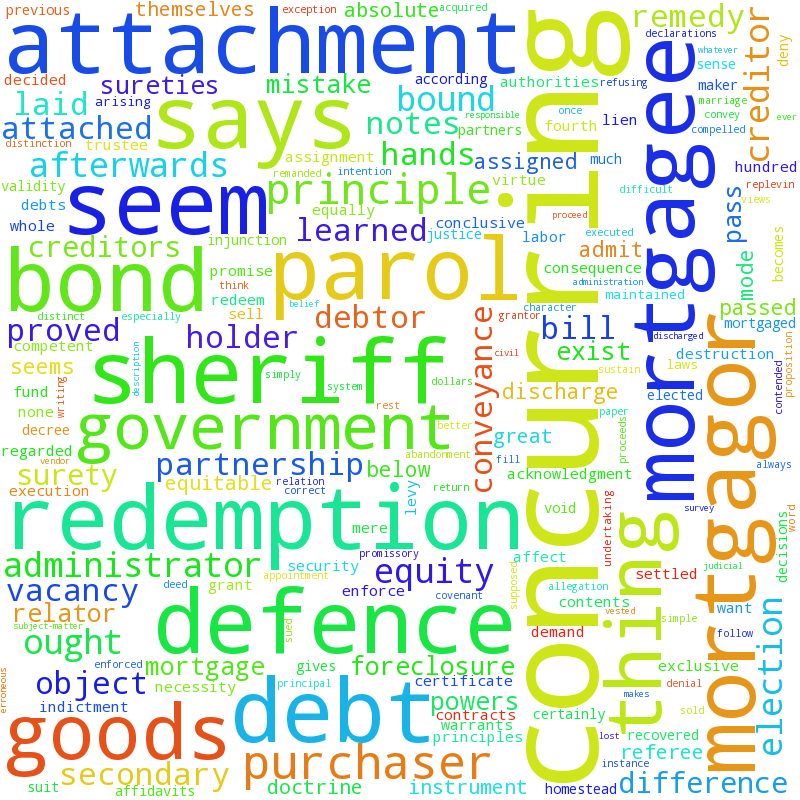 previous
themselves
exception
absolute
acquired
attachment
concurring
remedy
declarations
whatever
sense
deny
creditor
decided
sureties
mistake
according
authorities
refusing
maker
laid
arising
says
bound
once
marriage
convey
ever
attached
trustee
notes
responsible
partners
fourth
lien
compelled
distinction
afterwards
assignment
hands
assigned
much
mortgagee
hundred
remanded
intention
virtue
replevin
validity
seem
principle
difficult
views
debts
equally
proceed
pass
whole
learned
conclusive
justice
labor
executed
becomes
creditors
injunction
parol
admit
bond
promise
consequence
administration
mode
think
redeem
belief
character
maintained
distinct
especially
sell
debtor
grantor
passed
proved
holder
conveyance
civil
bill
discharged
mortgaged
competent
description
sheriff
exist
destruction
proposition
seems
simply
system
dollars
sustain
laws
contended
fund
writing
discharge
elected
none
rest
paper
mortgagor
decree
government
better
great
proceeds
regarded
abandonment
fill
always
vendor
partnership
below
acknowledgment
surety
relation
equitable
return
execution
correct
levy
void
undertaking
survey
word
redemption
thing
decisions
mere
promissory
administrator
security
equity
affect
settled
judicial
appointment
supposed
vacancy
deed
grant
enforce
covenant
allegation
contents
want
relator
vested
simple
election
subject-matter
defence
sued
demand
follow
ought
enforced
mortgage
gives
foreclosure
exclusive
erroneous
object
necessity
principal
certificate
denial
debt
powers
makes
indictment
contracts
certainly
sold
goods
warrants
lost
recovered
principles
purchaser
referee
secondary
instance
suit
affidavits
doctrine
instrument
homestead
difference